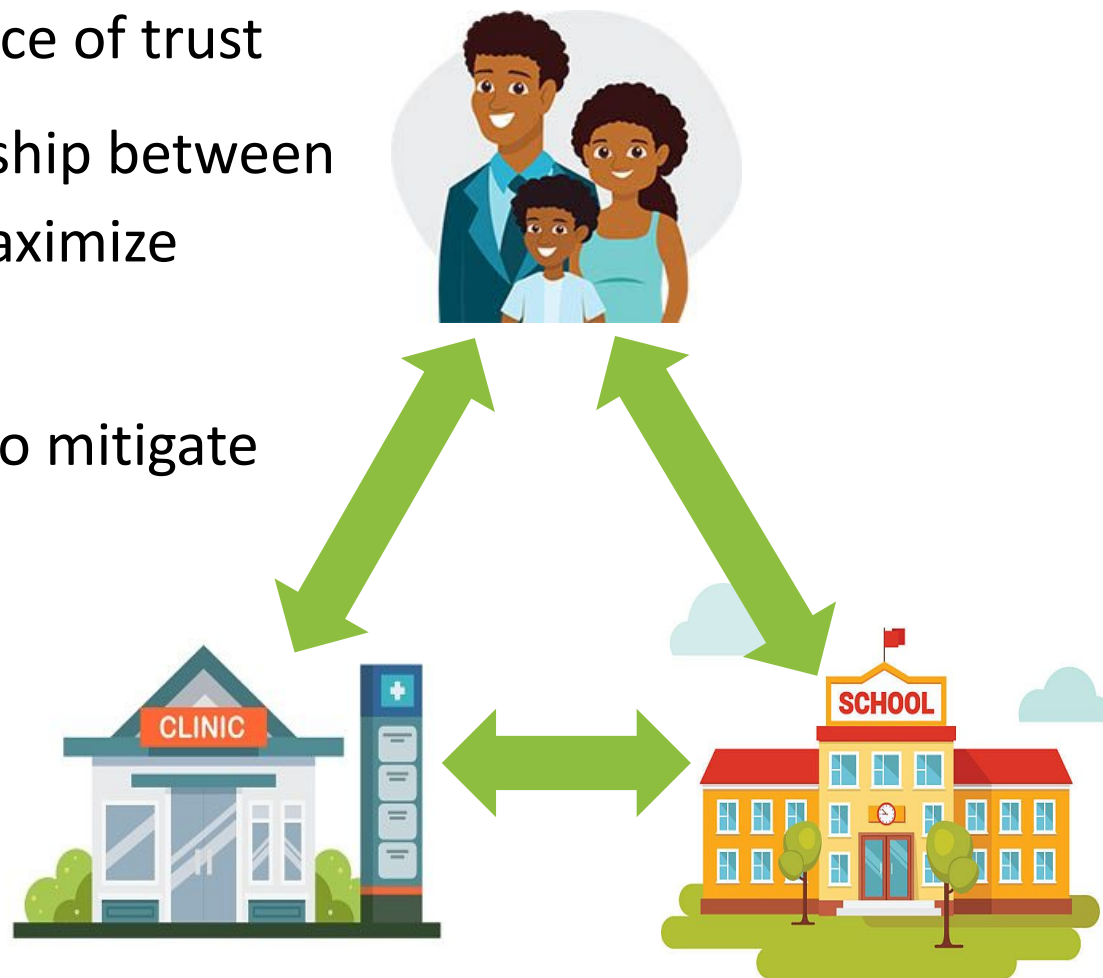 ce of trust
ship between
aximize
o mitigate
CLINIC
SCHOOL